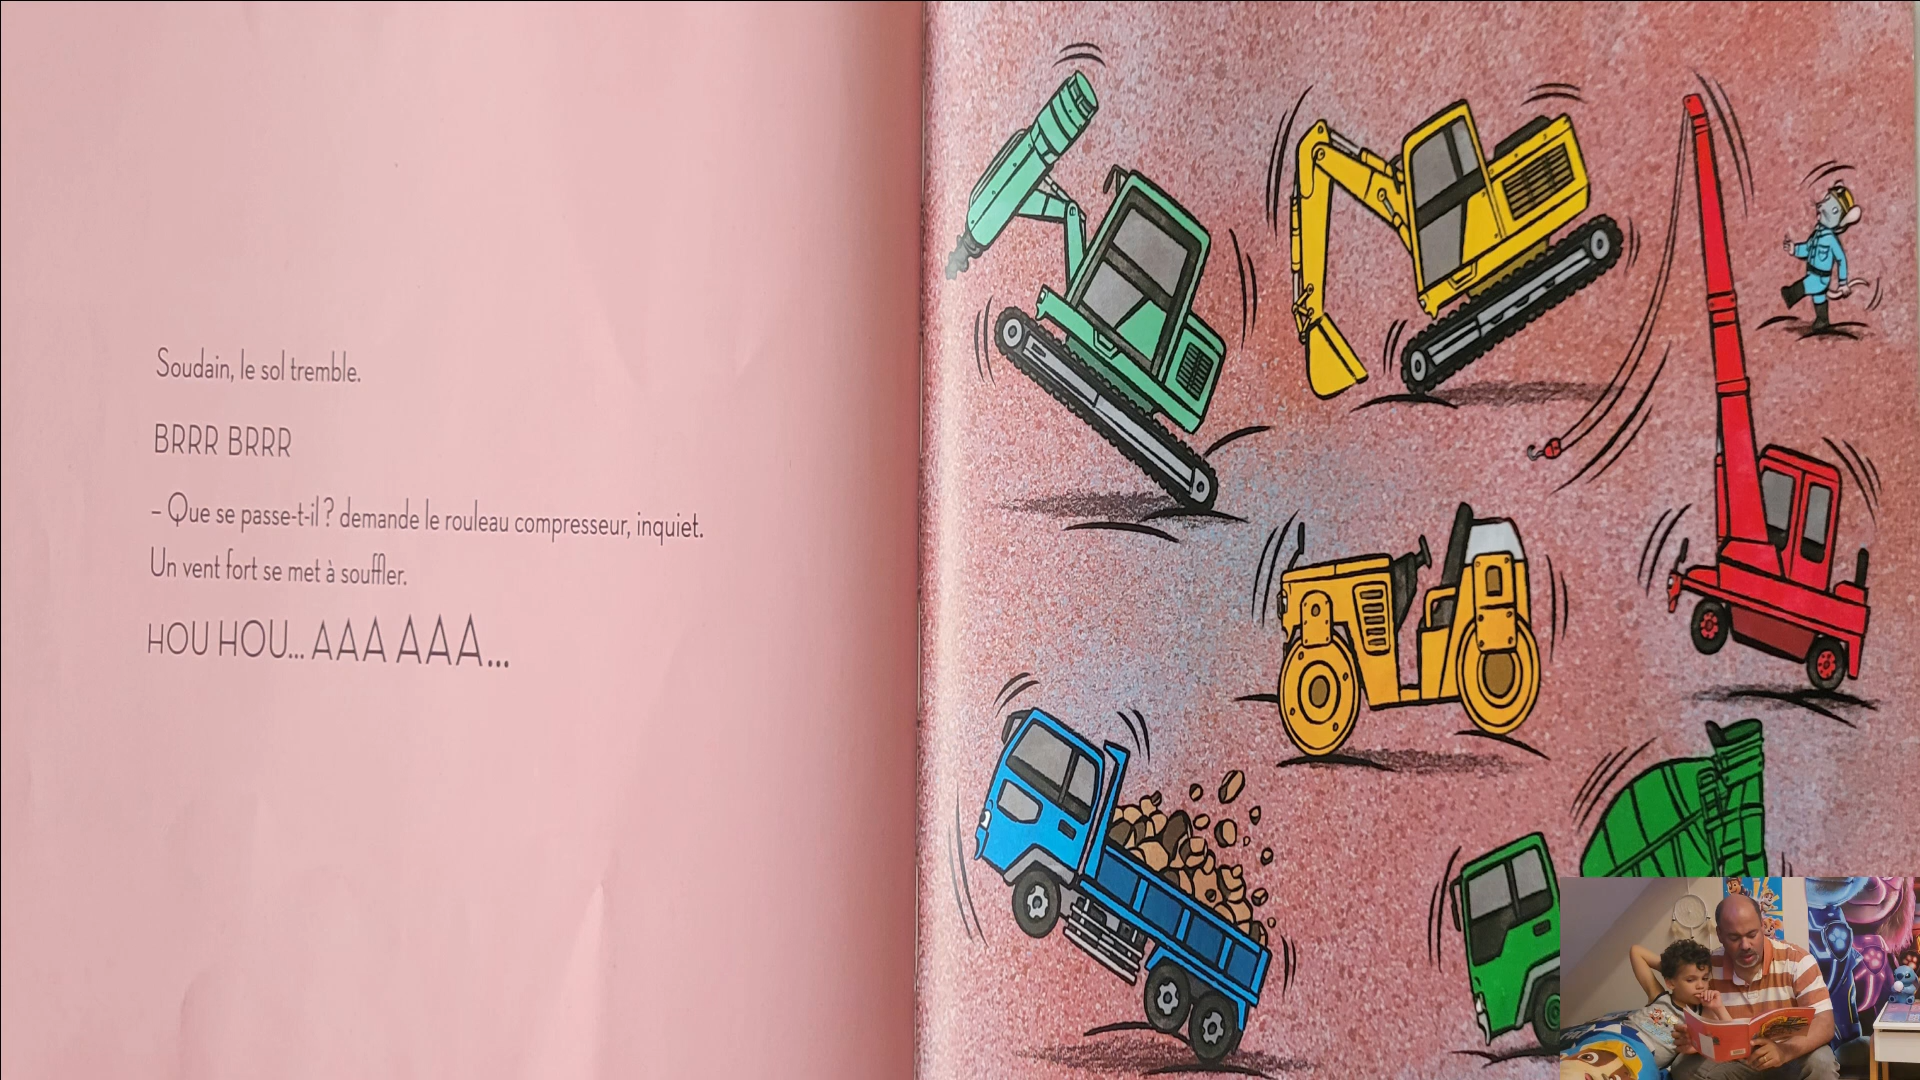 Soudain, le sol tremble.
BRRR BRRR
– Que se passe-t-il ? demande le rouleau compresseur, inquiet.
Un vent fort se met à souffler.
HOU HOU... AAA AAA...